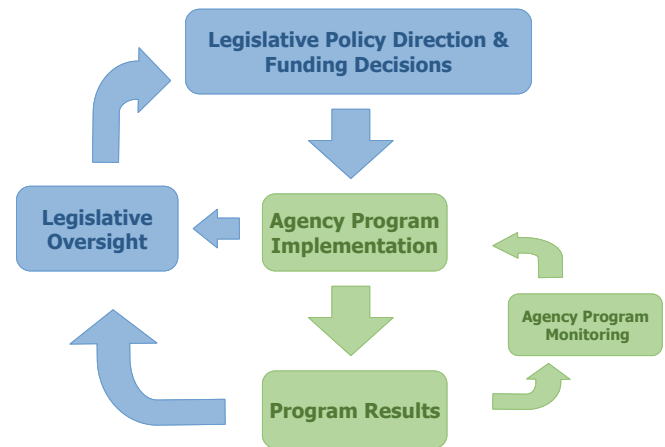 Legislative Policy Direction &
Funding Decisions
Legislative
Oversight
Agency Program
Implementation
Agency Program
Monitoring
Program Results